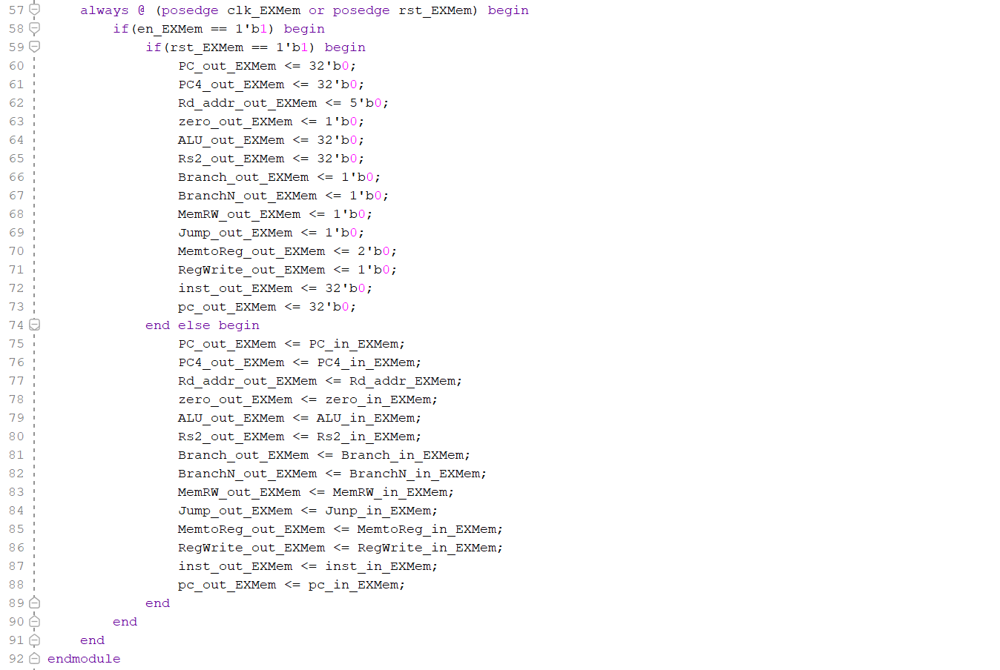 57 always @ (posedge clk_EXMem or posedge rst_EXMem) begin
58 if(en_EXMem == 1'b1) begin
59 if(rst_EXMem == 1'b1) begin
60 PC_out_EXMem <= 32'b0;
61 PC4_out_EXMem <= 32'b0;
62 Rd_addr_out_EXMem <= 5'b0;
63 zero_out_EXMem <= 1'b0;
64 ALU_out_EXMem <= 32'b0;
65 Rs2_out_EXMem <= 32'b0;
66 Branch_out_EXMem <= 1'b0;
67 BranchN_out_EXMem <= 1'b0;
68 MemRW_out_EXMem <= 1'b0;
69 Jump_out_EXMem <= 1'b0;
70 MemtoReg_out_EXMem <= 2'b0;
71 RegWrite_out_EXMem <= 1'b0;
72 inst_out_EXMem <= 32'b0;
73 pc_out_EXMem <= 32'b0;
74 end else begin
75 PC_out_EXMem <= PC_in_EXMem;
76 PC4_out_EXMem <= PC4_in_EXMem;
77 Rd_addr_out_EXMem <= Rd_addr_EXMem;
78 zero_out_EXMem <= zero_in_EXMem;
79 ALU_out_EXMem <= ALU_in_EXMem;
80 Rs2_out_EXMem <= Rs2_in_EXMem;
81 Branch_out_EXMem <= Branch_in_EXMem;
82 BranchN_out_EXMem <= BranchN_in_EXMem;
83 MemRW_out_EXMem <= MemRW_in_EXMem;
84 Jump_out_EXMem <= Junp_in_EXMem;
85 MemtoReg_out_EXMem <= MemtoReg_in_EXMem;
86 RegWrite_out_EXMem <= RegWrite_in_EXMem;
87 inst_out_EXMem <= inst_in_EXMem;
88 pc_out_EXMem <= pc_in_EXMem;
89 end
90 end
91 end
92 endmodule